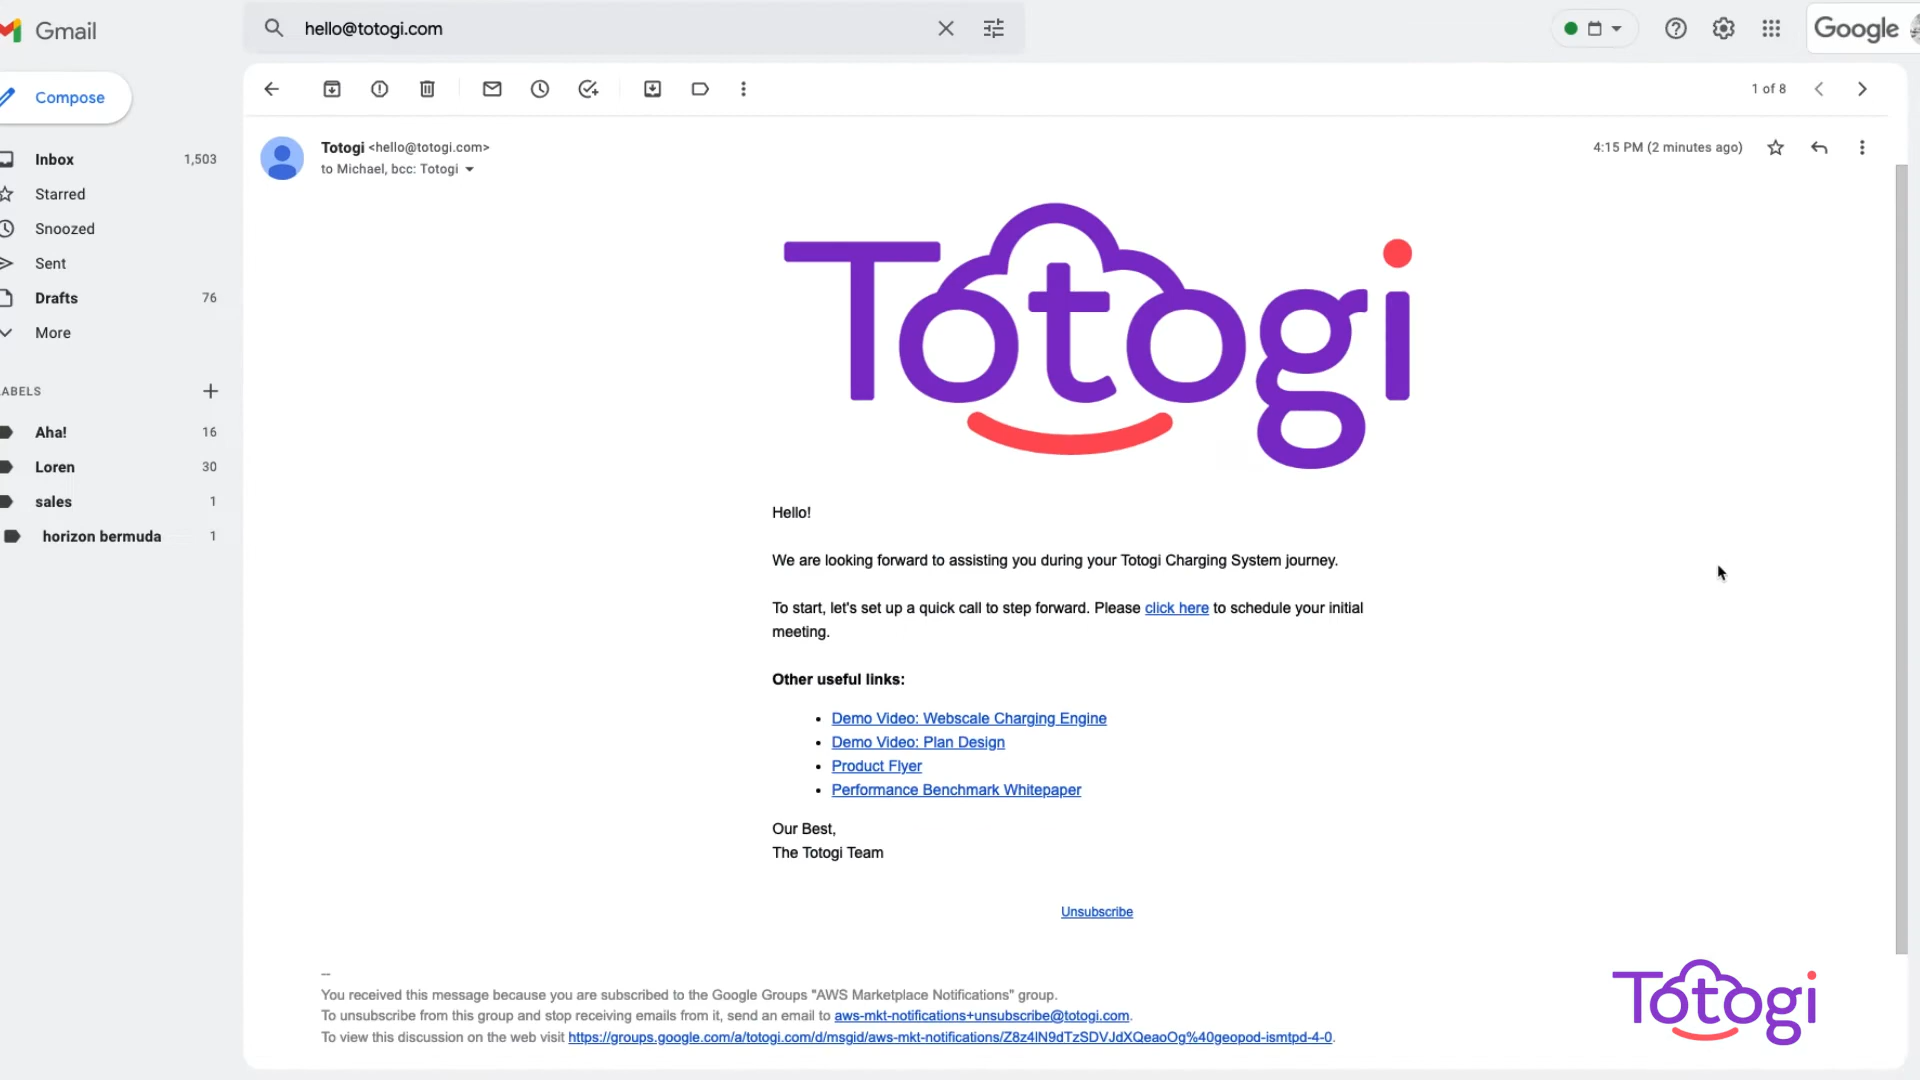 Gmail
hello@totogi.com
Google
Compose
1 of 8
Inbox 1,503
Starred
Snoozed
Sent
Drafts 76
More
LABELS
Aha! 16
Loren 30
sales 1
horizon bermuda 1
Totogi <hello@totogi.com>
4:15 PM (2 minutes ago)
to Michael, bcc: Totogi
Totogi
Hello!
We are looking forward to assisting you during your Totogi Charging System journey.
To start, let's set up a quick call to step forward. Please click here to schedule your initial
meeting.
Other useful links:
• Demo Video: Webscale Charging Engine
• Demo Video: Plan Design
• Product Flyer
• Performance Benchmark Whitepaper
Our Best,
The Totogi Team
Unsubscribe
--
You received this message because you are subscribed to the Google Groups "AWS Marketplace Notifications" group.
To unsubscribe from this group and stop receiving emails from it, send an email to aws-mkt-notifications+unsubscribe@totogi.com.
To view this discussion on the web visit https://groups.google.com/a/totogi.com/d/msgid/aws-mkt-notifications/Z8z4lN9dTzSDVJdXQeaoOg%40geopod-ismtpd-4-0.
Totogi